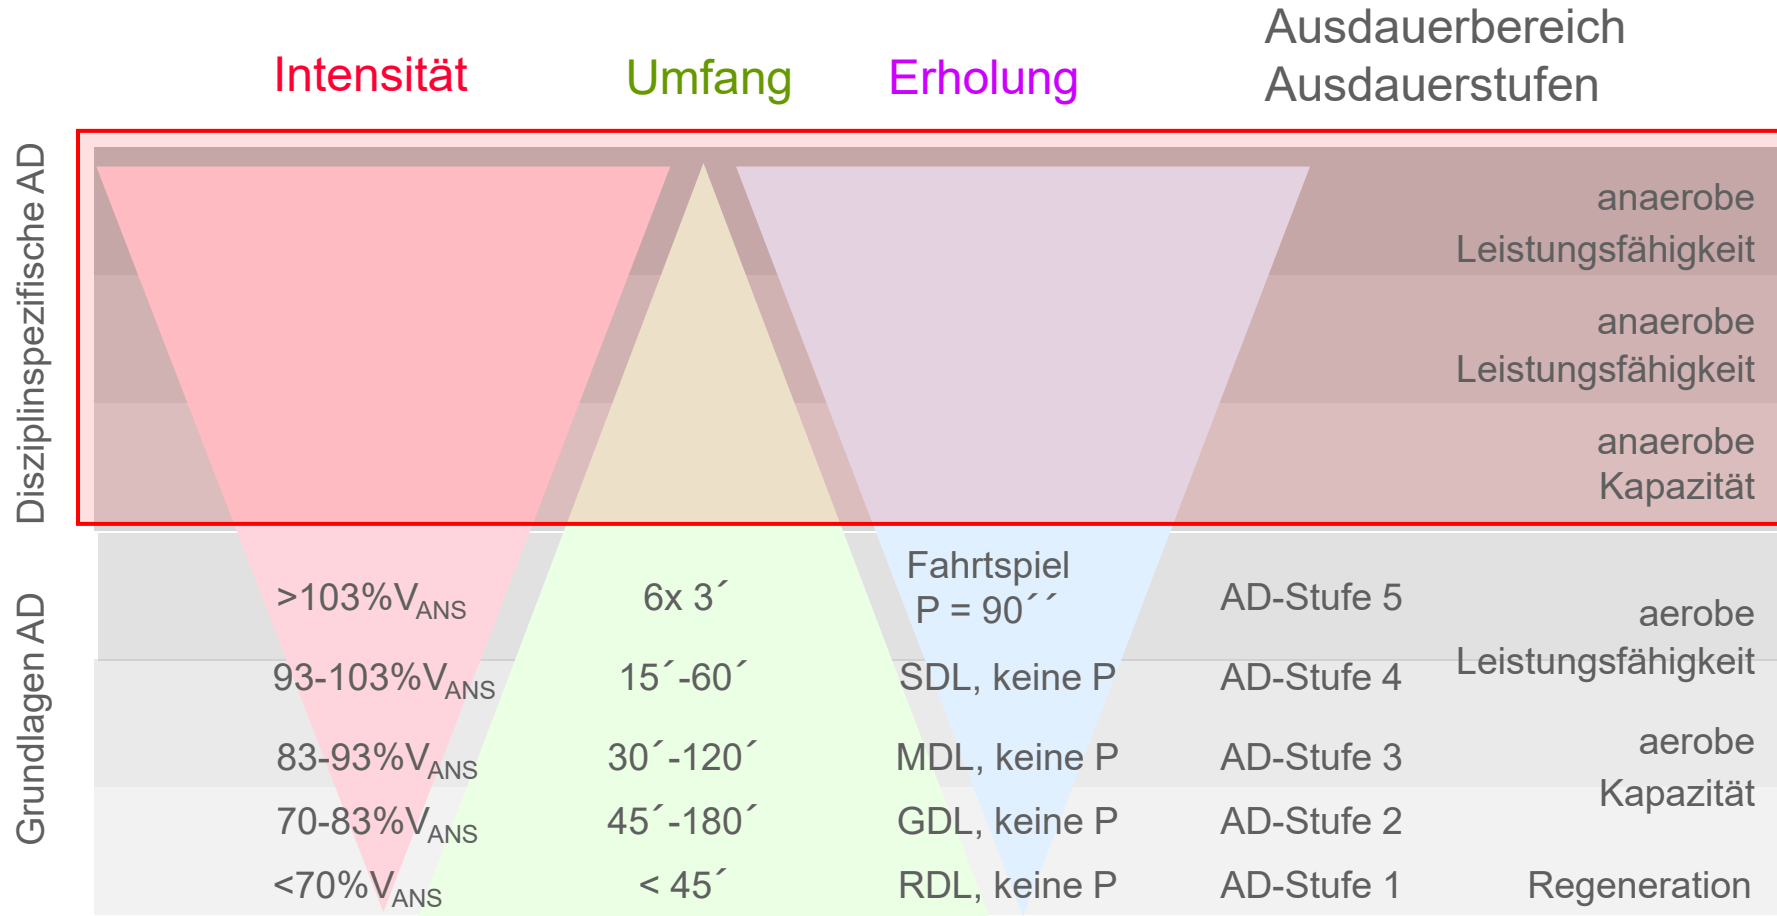 Intensität
Umfang
Erholung
Ausdauerbereich
Ausdauerstufen
Disziplinspezifische AD
anaerobe
Leistungsfähigkeit
anaerobe
Leistungsfähigkeit
anaerobe
Kapazität
Grundlagen AD
>103%VANS
6x 3´
Fahrtspiel
P = 90´´
AD-Stufe 5
aerobe
Leistungsfähigkeit
93-103%VANS
15´-60´
SDL, keine P
AD-Stufe 4
83-93%VANS
30´-120´
MDL, keine P
AD-Stufe 3
aerobe
Kapazität
70-83%VANS
45´-180´
GDL, keine P
AD-Stufe 2
<70%VANS
< 45´
RDL, keine P
AD-Stufe 1
Regeneration